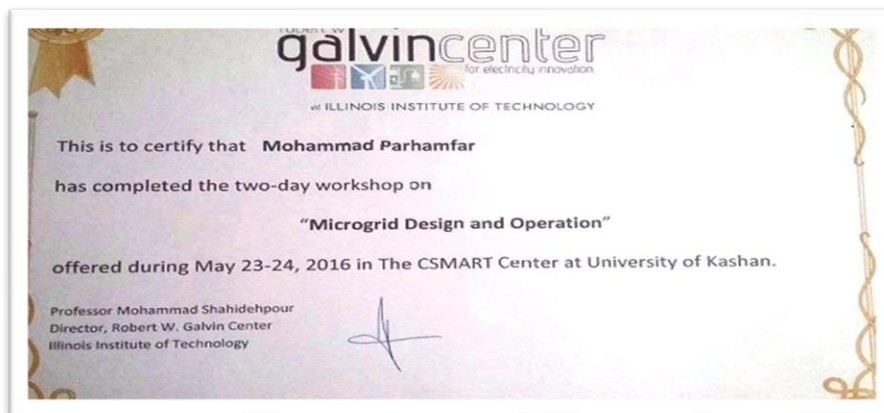 galvincenter
for electricity innovation
at ILLINOIS INSTITUTE OF TECHNOLOGY
This is to certify that Mohammad Parhamfar
has completed the two-day workshop on
“Microgrid Design and Operation”
offered during May 23-24, 2016 in The CSMART Center at University of Kashan.
Professor Mohammad Shahidehpour
Director, Robert W. Galvin Center
Illinois Institute of Technology